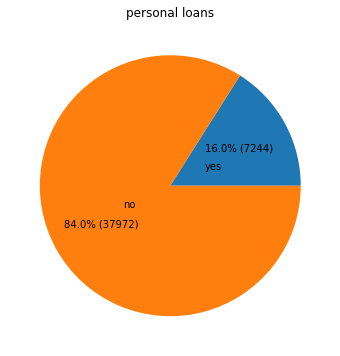 personal loans
16.0% (7244)
yes
no
84.0% (37972)